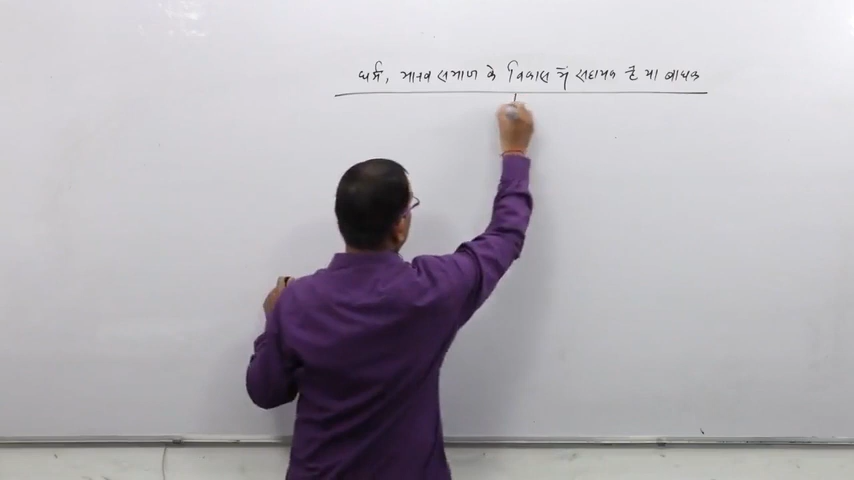 धर्म, मानव समाज के विकास में सहायक है या बाधक